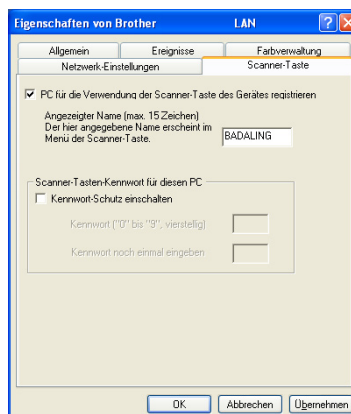 Eigenschaften von Brother LAN
Allgemein Ereignisse Farbverwaltung
Netzwerk-Einstellungen Scanner-Taste
PC für die Verwendung der Scanner-Taste des Gerätes registrieren
Angezeigter Name (max. 15 Zeichen)
Der hier angegebene Name erscheint im
Menü der Scanner-Taste.
BADALING
Scanner-Tasten-Kennwort für diesen PC
Kennwort-Schutz einschalten
Kennwort ("0" bis "9", vierstellig)
Kennwort noch einmal eingeben
OK Abbrechen Übernehmen